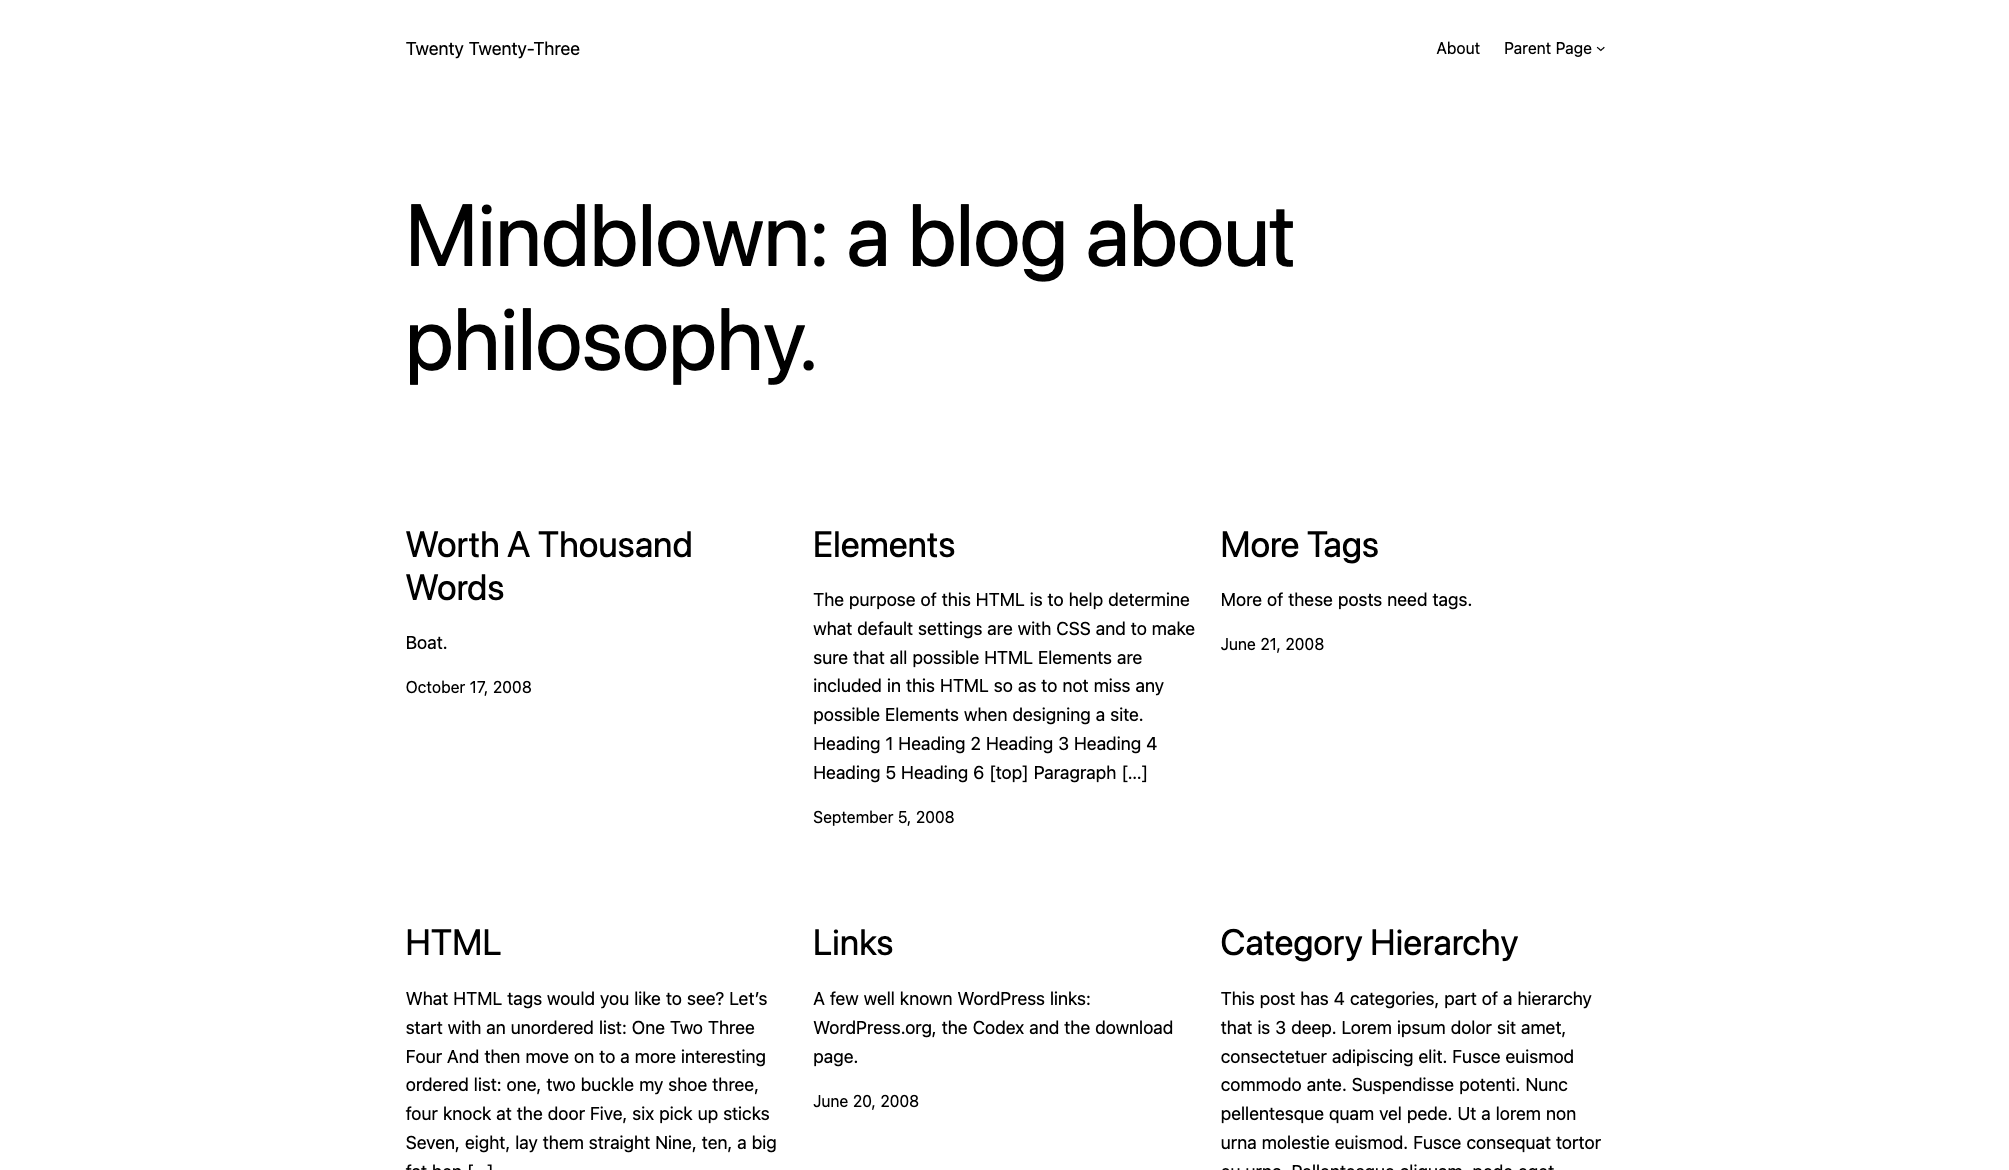 Twenty Twenty-Three
About
Parent Page
Mindblown: a blog about
philosophy.
Worth A Thousand
Words
Boat.
October 17, 2008
Elements
The purpose of this HTML is to help determine
what default settings are with CSS and to make
sure that all possible HTML Elements are
included in this HTML so as to not miss any
possible Elements when designing a site.
Heading 1 Heading 2 Heading 3 Heading 4
Heading 5 Heading 6 [top] Paragraph […]
September 5, 2008
More Tags
More of these posts need tags.
June 21, 2008
HTML
What HTML tags would you like to see? Let’s
start with an unordered list: One Two Three
Four And then move on to a more interesting
ordered list: one, two buckle my shoe three,
four knock at the door Five, six pick up sticks
Seven, eight, lay them straight Nine, ten, a big
fat hen […]
Links
A few well known WordPress links:
WordPress.org, the Codex and the download
page.
June 20, 2008
Category Hierarchy
This post has 4 categories, part of a hierarchy
that is 3 deep. Lorem ipsum dolor sit amet,
consectetuer adipiscing elit. Fusce euismod
commodo ante. Suspendisse potenti. Nunc
pellentesque quam vel pede. Ut a lorem non
urna molestie euismod. Fusce consequat tortor
eu urna. Pellentesque aliquam, pede eget